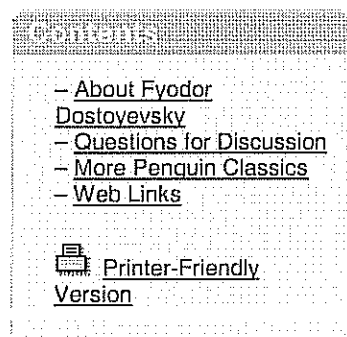 Contents
– About Fyodor
Dostoyevsky
– Questions for Discussion
– More Penguin Classics
– Web Links
Printer-Friendly
Version